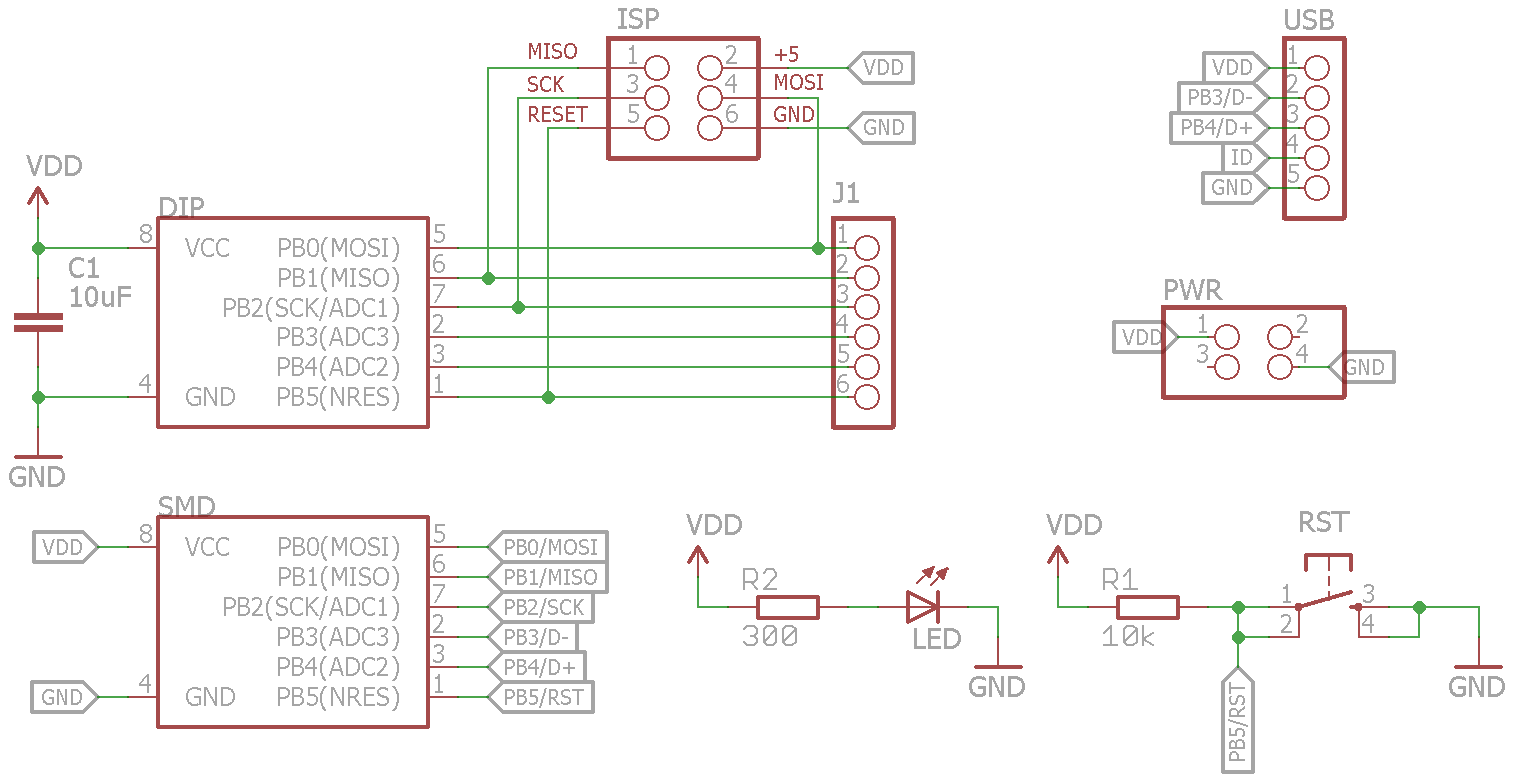 ISP
MISO 1 2 +5 VDD
SCK 3 4 MOSI
RESET 5 6 GND GND
USB
VDD 1
PB3/D- 2
PB4/D+ 3
ID 4
GND 5
VDD
C1
10uF
GND
DIP
8 VCC PB0(MOSI) 5
PB1(MISO) 6
PB2(SCK/ADC1) 7
PB3(ADC3) 2
PB4(ADC2) 3
4 GND PB5(NRES) 1
J1
1
2
3
4
5
6
PWR
VDD 1 2
3 4 GND
SMD
VDD 8 VCC PB0(MOSI) 5 PB0/MOSI
PB1(MISO) 6 PB1/MISO
PB2(SCK/ADC1) 7 PB2/SCK
PB3(ADC3) 2 PB3/D-
PB4(ADC2) 3 PB4/D+
GND 4 GND PB5(NRES) 1 PB5/RST
VDD
R2
300
LED
GND
VDD
R1
10k
RST
1 3
2 4
PB5/RST
GND